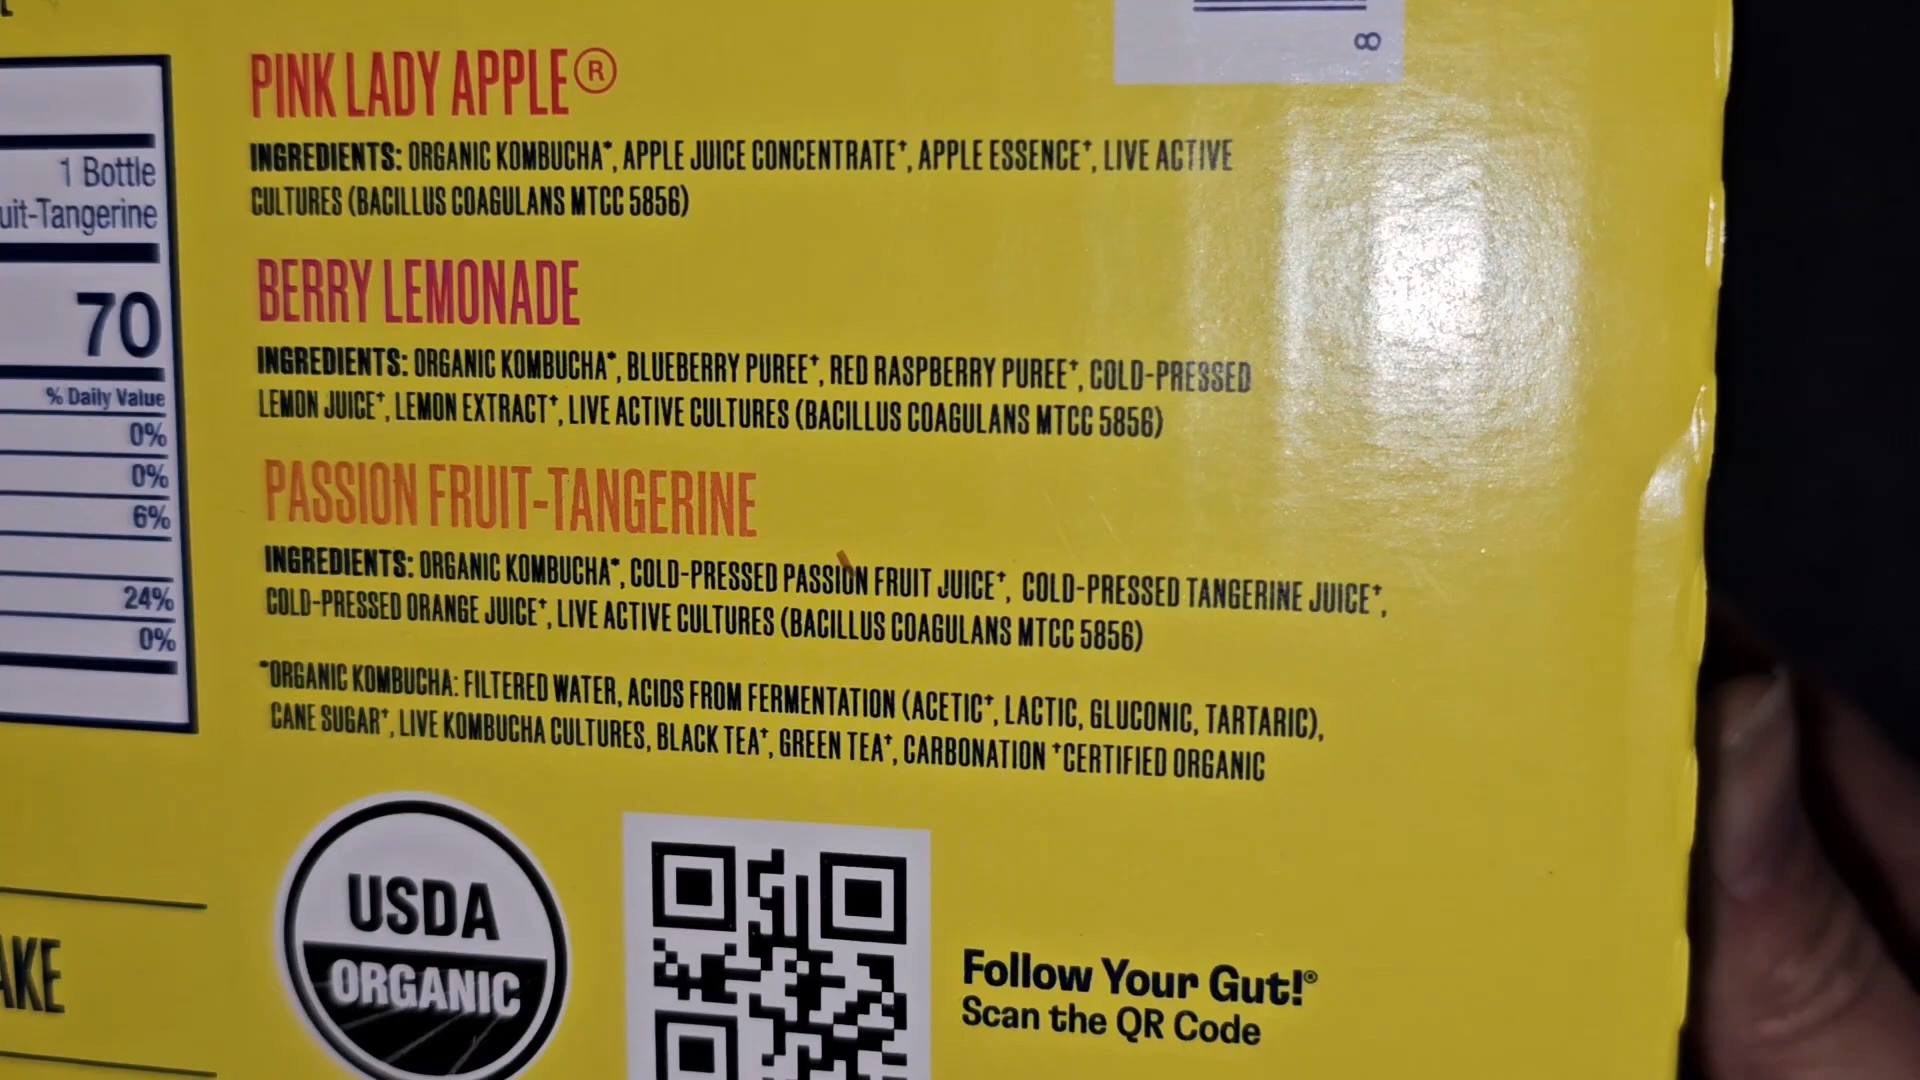 1 Bottle
uit-Tangerine
70
% Daily Value
0%
0%
6%
24%
0%
AKE
8
PINK LADY APPLE®
INGREDIENTS: ORGANIC KOMBUCHA*, APPLE JUICE CONCENTRATE⁺, APPLE ESSENCE⁺, LIVE ACTIVE
CULTURES (BACILLUS COAGULANS MTCC 5856)
BERRY LEMONADE
INGREDIENTS: ORGANIC KOMBUCHA*, BLUEBERRY PUREE⁺, RED RASPBERRY PUREE⁺, COLD-PRESSED
LEMON JUICE⁺, LEMON EXTRACT⁺, LIVE ACTIVE CULTURES (BACILLUS COAGULANS MTCC 5856)
PASSION FRUIT-TANGERINE
INGREDIENTS: ORGANIC KOMBUCHA*, COLD-PRESSED PASSION FRUIT JUICE⁺, COLD-PRESSED TANGERINE JUICE⁺,
COLD-PRESSED ORANGE JUICE⁺, LIVE ACTIVE CULTURES (BACILLUS COAGULANS MTCC 5856)
*ORGANIC KOMBUCHA: FILTERED WATER, ACIDS FROM FERMENTATION (ACETIC⁺, LACTIC, GLUCONIC, TARTARIC),
CANE SUGAR⁺, LIVE KOMBUCHA CULTURES, BLACK TEA⁺, GREEN TEA⁺, CARBONATION ⁺CERTIFIED ORGANIC
USDA
ORGANIC
Follow Your Gut!®
Scan the QR Code